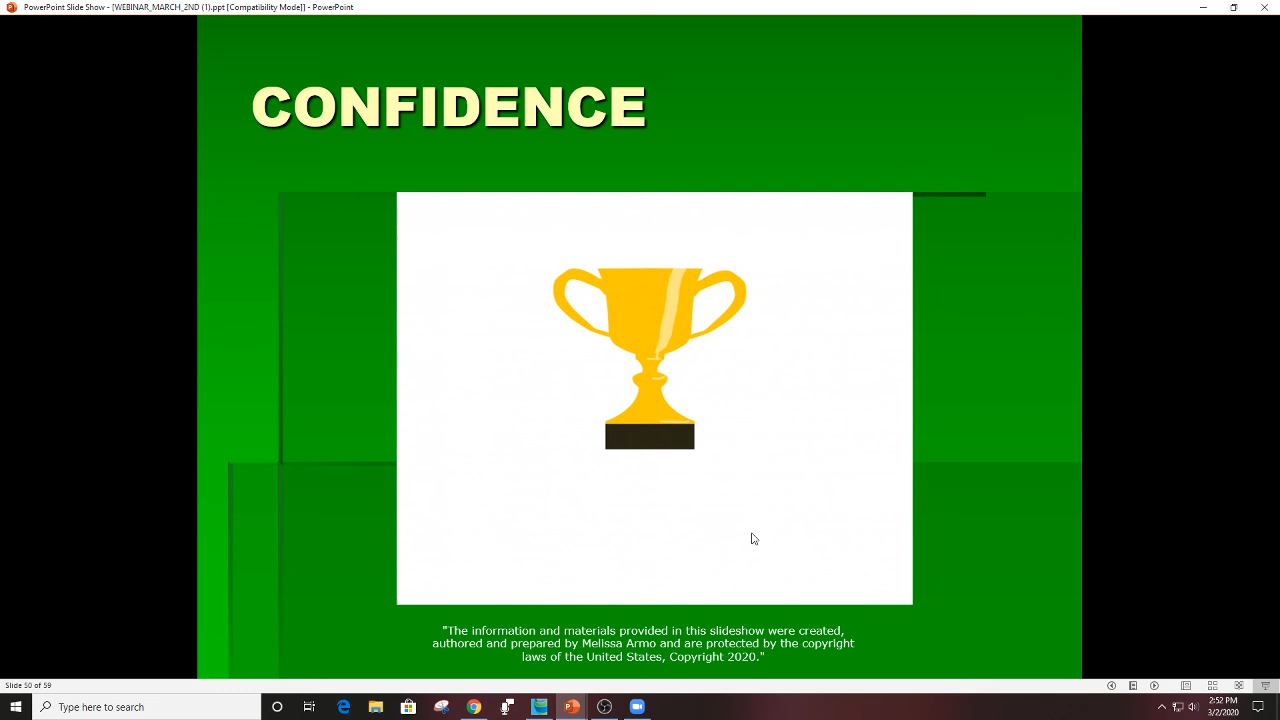 PowerPoint Slide Show - [WEBINAR_MARCH_2ND (1).ppt [Compatibility Mode]] - PowerPoint
CONFIDENCE
"The information and materials provided in this slideshow were created,
authored and prepared by Melissa Armo and are protected by the copyright
laws of the United States, Copyright 2020."
Slide 50 of 59
Type here to search
2:52 PM
3/2/2020